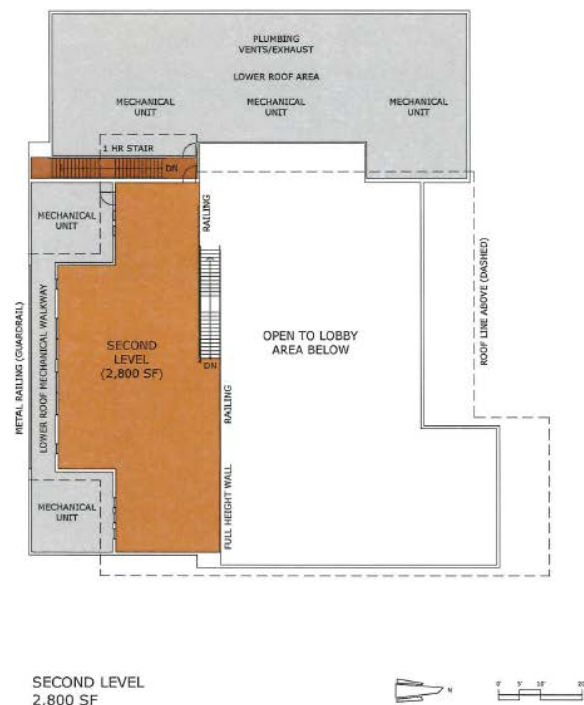 PLUMBING
VENTS/EXHAUST
LOWER ROOF AREA
MECHANICAL
UNIT
MECHANICAL
UNIT
MECHANICAL
UNIT
1 HR STAIR
DN
MECHANICAL
UNIT
RAILING
METAL RAILING (GUARDRAIL)
LOWER ROOF MECHANICAL WALKWAY
SECOND
LEVEL
(2,800 SF)
OPEN TO LOBBY
AREA BELOW
ROOF LINE ABOVE (DASHED)
DN
RAILING
FULL HEIGHT WALL
MECHANICAL
UNIT
SECOND LEVEL
2,800 SF
N
0' 5' 10' 20